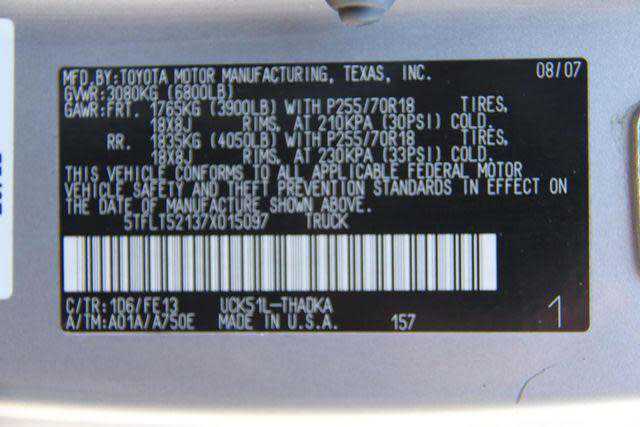 MFD.BY:TOYOTA MOTOR MANUFACTURING, TEXAS, INC. 08/07
GVWR:3080KG (6800LB)
GAWR:FRT. 1765KG (3900LB) WITH P255/70R18 TIRES,
18X8J RIMS, AT 210KPA (30PSI) COLD.
RR. 1835KG (4050LB) WITH P255/70R18 TIRES,
18X8J RIMS, AT 230KPA (33PSI) COLD.
THIS VEHICLE CONFORMS TO ALL APPLICABLE FEDERAL MOTOR
VEHICLE SAFETY AND THEFT PREVENTION STANDARDS IN EFFECT ON
THE DATE OF MANUFACTURE SHOWN ABOVE.
5TFLT52137X015097 TRUCK
C/TR:1D6/FE13 UCK51L-THADKA
A/TM:A01A/A750E MADE IN U.S.A. 157 1